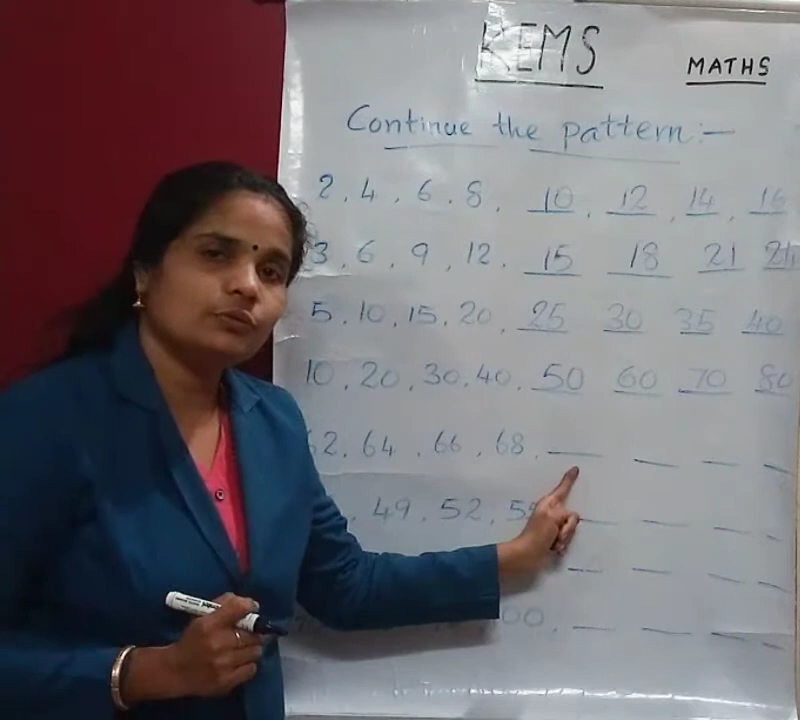 KEMS
MATHS
Continue the pattern:-
2, 4, 6, 8, 10, 12, 14, 16
3, 6, 9, 12, 15 18 21 24
5, 10, 15, 20, 25 30 35 40
10, 20, 30, 40, 50 60 70 80
62, 64, 66, 68,
49, 52,